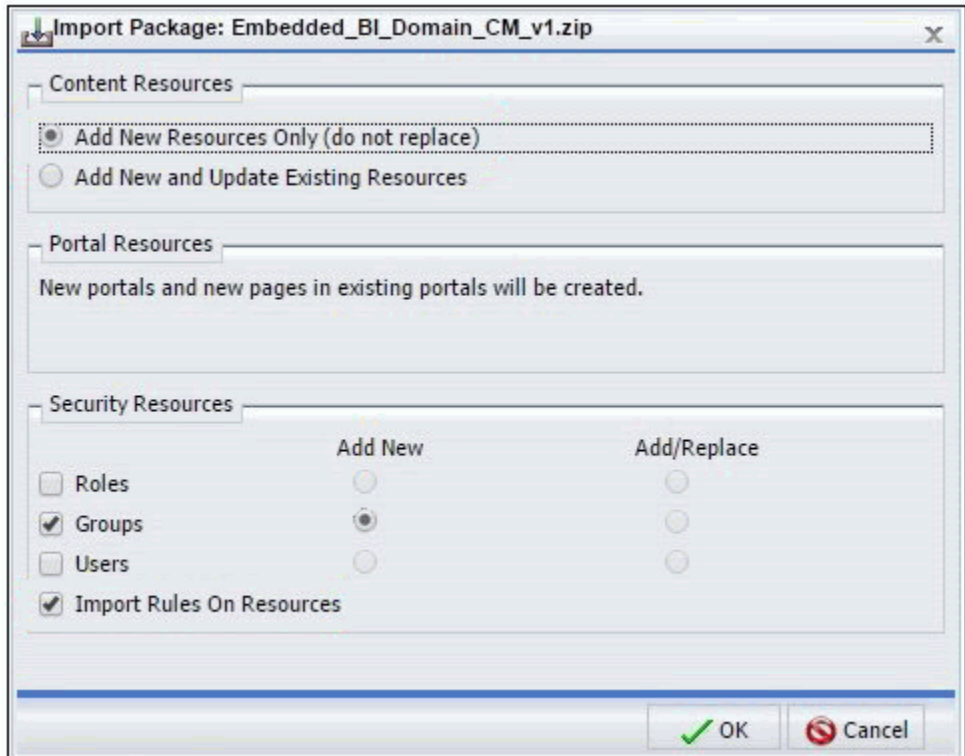 Import Package: Embedded_BI_Domain_CM_v1.zip
Content Resources
Add New Resources Only (do not replace)
Add New and Update Existing Resources
Portal Resources
New portals and new pages in existing portals will be created.
Security Resources
Add New Add/Replace
Roles
Groups
Users
Import Rules On Resources
OK Cancel